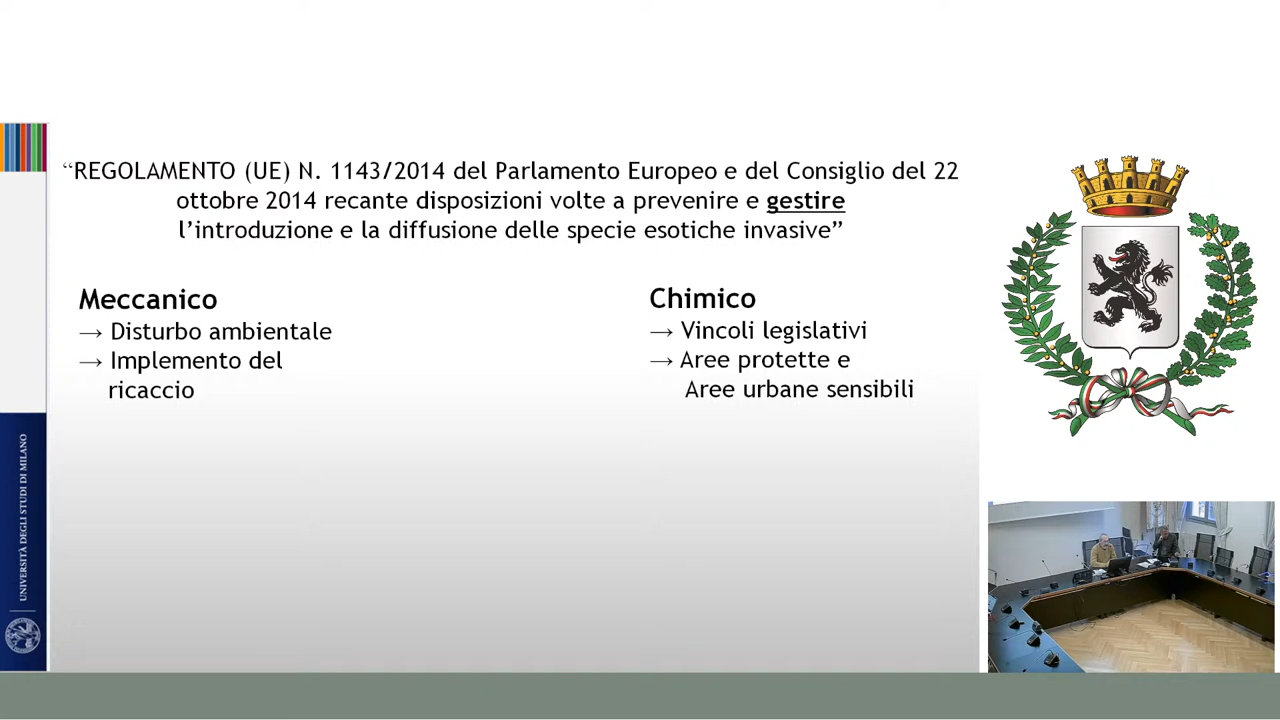 “REGOLAMENTO (UE) N. 1143/2014 del Parlamento Europeo e del Consiglio del 22
ottobre 2014 recante disposizioni volte a prevenire e gestire
l’introduzione e la diffusione delle specie esotiche invasive”
Meccanico
→ Disturbo ambientale
→ Implemento del
ricaccio
Chimico
→ Vincoli legislativi
→ Aree protette e
Aree urbane sensibili
UNIVERSITÀ DEGLI STUDI DI MILANO